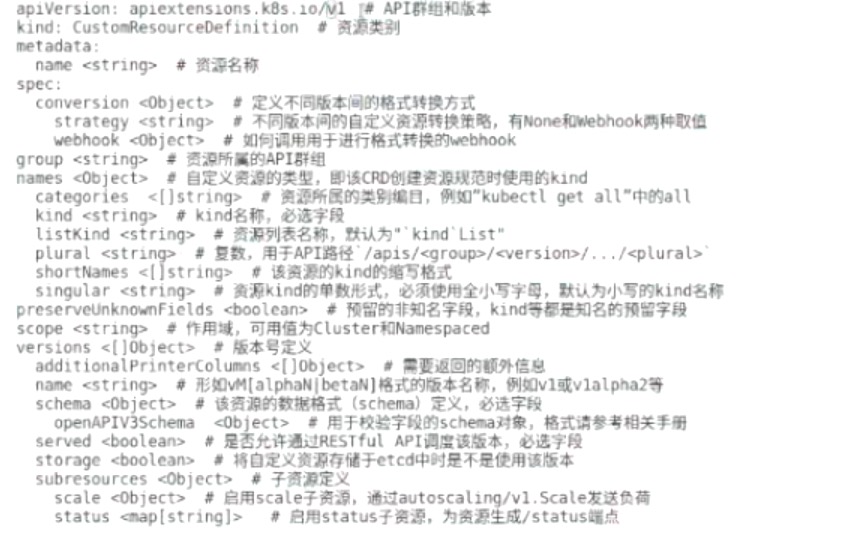 apiVersion: apiextensions.k8s.io/v1  # API群组和版本
kind: CustomResourceDefinition  # 资源类别
metadata:
  name <string>  # 资源名称
spec:
  conversion <Object>  # 定义不同版本间的格式转换方式
    strategy <string>  # 不同版本间的自定义资源转换策略，有None和Webhook两种取值
    webhook <Object>  # 如何调用用于进行格式转换的webhook
group <string>  # 资源所属的API群组
names <Object>  # 自定义资源的类型，即该CRD创建资源规范时使用的kind
  categories  <[]string>  # 资源所属的类别编目，例如“kubectl get all”中的all
  kind <string>  # kind名称，必选字段
  listKind <string>  # 资源列表名称，默认为"`kind`List"
  plural <string>  # 复数，用于API路径`/apis/<group>/<version>/.../<plural>`
  shortNames <[]string>  # 该资源的kind的缩写格式
  singular <string>  # 资源kind的单数形式，必须使用全小写字母，默认为小写的kind名称
preserveUnknownFields <boolean>  # 预留的非知名字段，kind等都是知名的预留字段
scope <string>  # 作用域，可用值为Cluster和Namespaced
versions <[]Object>  # 版本号定义
  additionalPrinterColumns <[]Object>  # 需要返回的额外信息
  name <string>  # 形如vM[alphaN|betaN]格式的版本名称，例如v1或v1alpha2等
  schema <Object>  # 该资源的数据格式（schema）定义，必选字段
    openAPIV3Schema  <Object>  # 用于校验字段的schema对象，格式请参考相关手册
  served <boolean>  # 是否允许通过RESTful API调度该版本，必选字段
  storage <boolean>  # 将自定义资源存储于etcd中时是不是使用该版本
  subresources <Object>  # 子资源定义
    scale <Object>  # 启用scale子资源，通过autoscaling/v1.Scale发送负荷
    status <map[string]>   # 启用status子资源，为资源生成/status端点